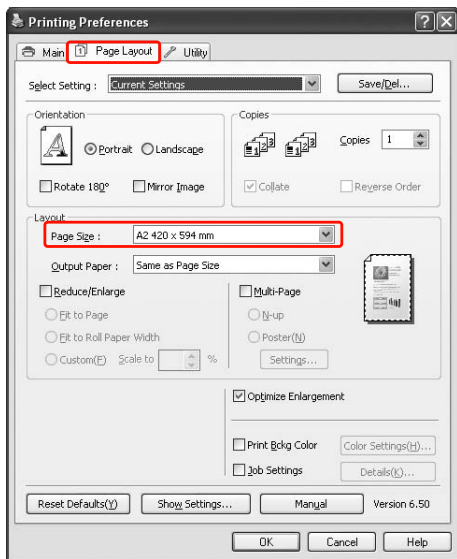 Printing Preferences
Main
Page Layout
Utility
Select Setting : Current Settings Save/Del...
Orientation
Portrait Landscape
Rotate 180° Mirror Image
Copies
Copies 1
Collate Reverse Order
Layout
Page Size : A2 420 x 594 mm
Output Paper : Same as Page Size
Reduce/Enlarge
Fit to Page
Fit to Roll Paper Width
Custom(F) Scale to %
Multi-Page
N-up
Poster(N)
Settings...
Optimize Enlargement
Print Bckg Color Color Settings(H)...
Job Settings Details(K)...
Reset Defaults(Y) Show Settings... Manual Version 6.50
OK Cancel Help